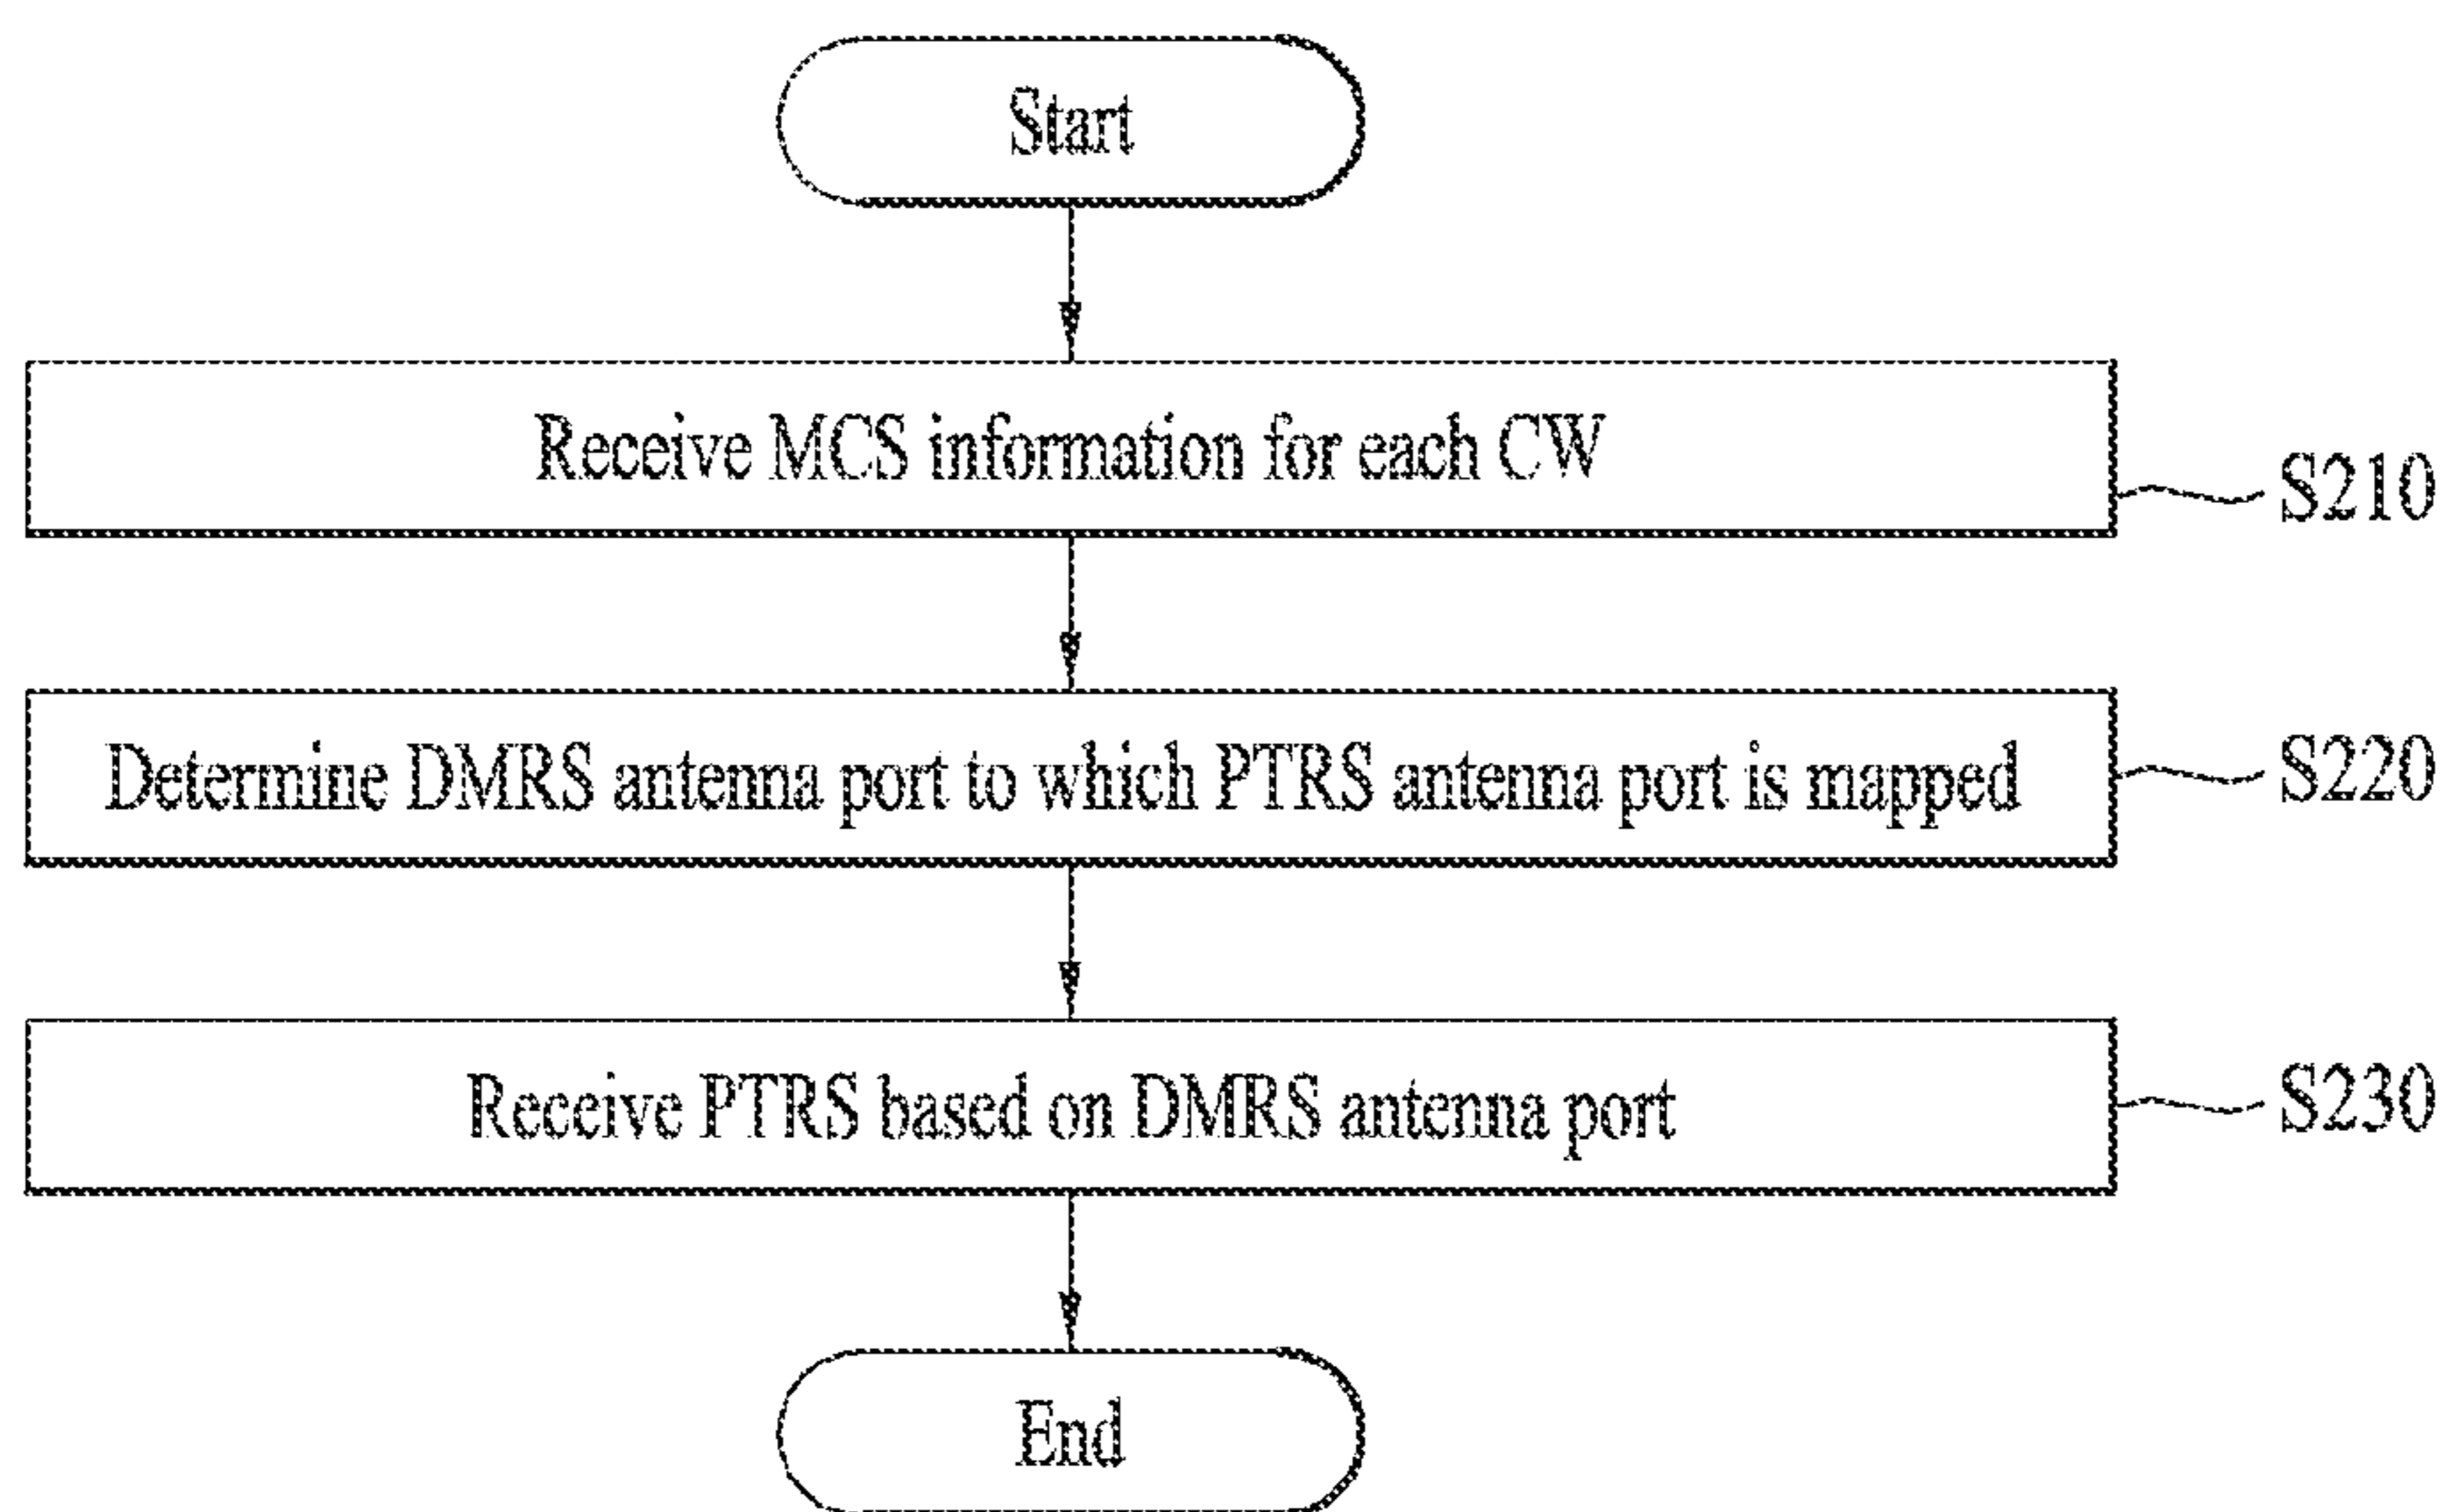 Start
Receive MCS information for each CW
S210
Determine DMRS antenna port to which PTRS antenna port is mapped
S220
Receive PTRS based on DMRS antenna port
S230
End